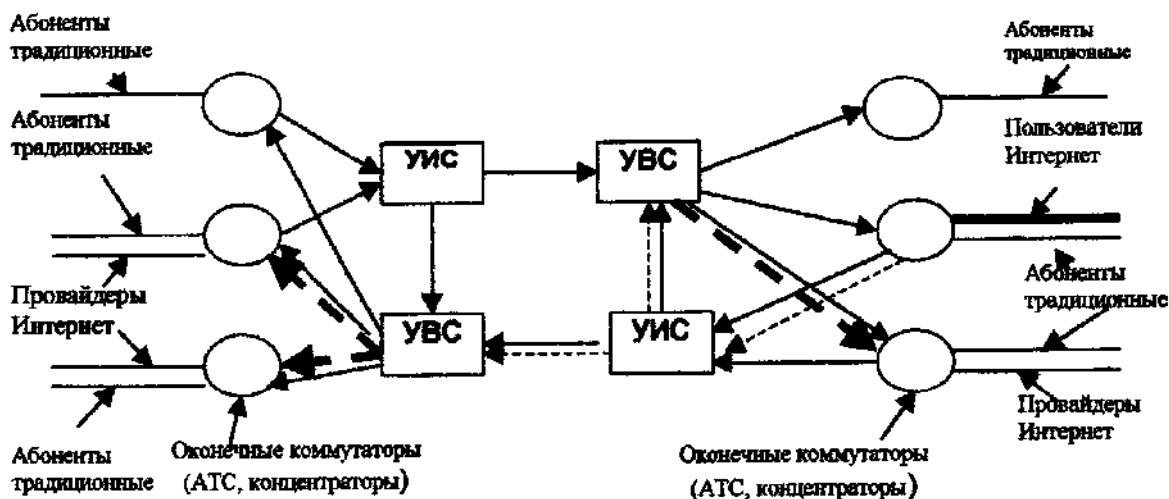 Абоненты
традиционные
Абоненты
традиционные
Провайдеры
Интернет
Абоненты
традиционные
Оконечные коммутаторы
(АТС, концентраторы)
УИС
УВС
УВС
УИС
Абоненты
традиционные
Пользователи
Интернет
Абоненты
традиционные
Провайдеры
Интернет
Оконечные коммутаторы
(АТС, концентраторы)